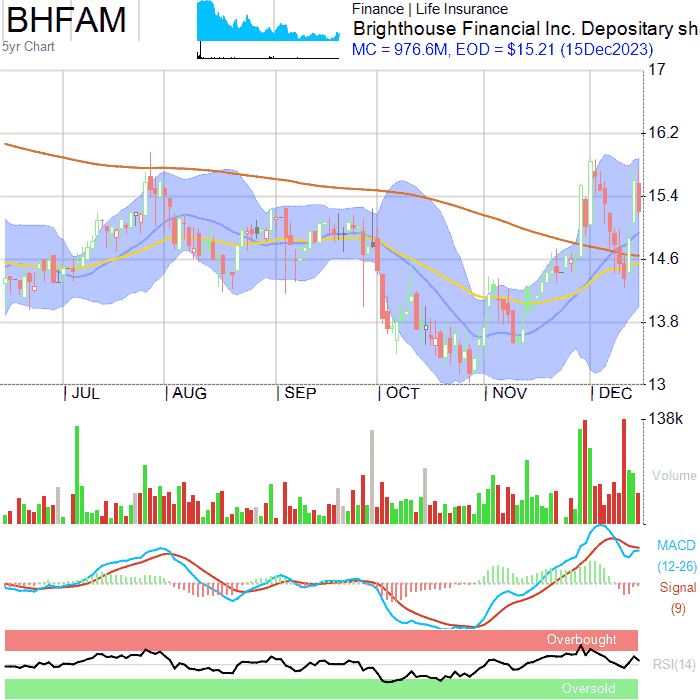 BHFAM
5yr Chart
Finance | Life Insurance
Brighthouse Financial Inc. Depositary sh
MC = 976.6M, EOD = $15.21 (15Dec2023)
17
16.2
15.4
14.6
13.8
13
JUL AUG SEP OCT NOV DEC
138k
Volume
MACD
(12-26)
Signal
(9)
Overbought
RSI(14)
Oversold